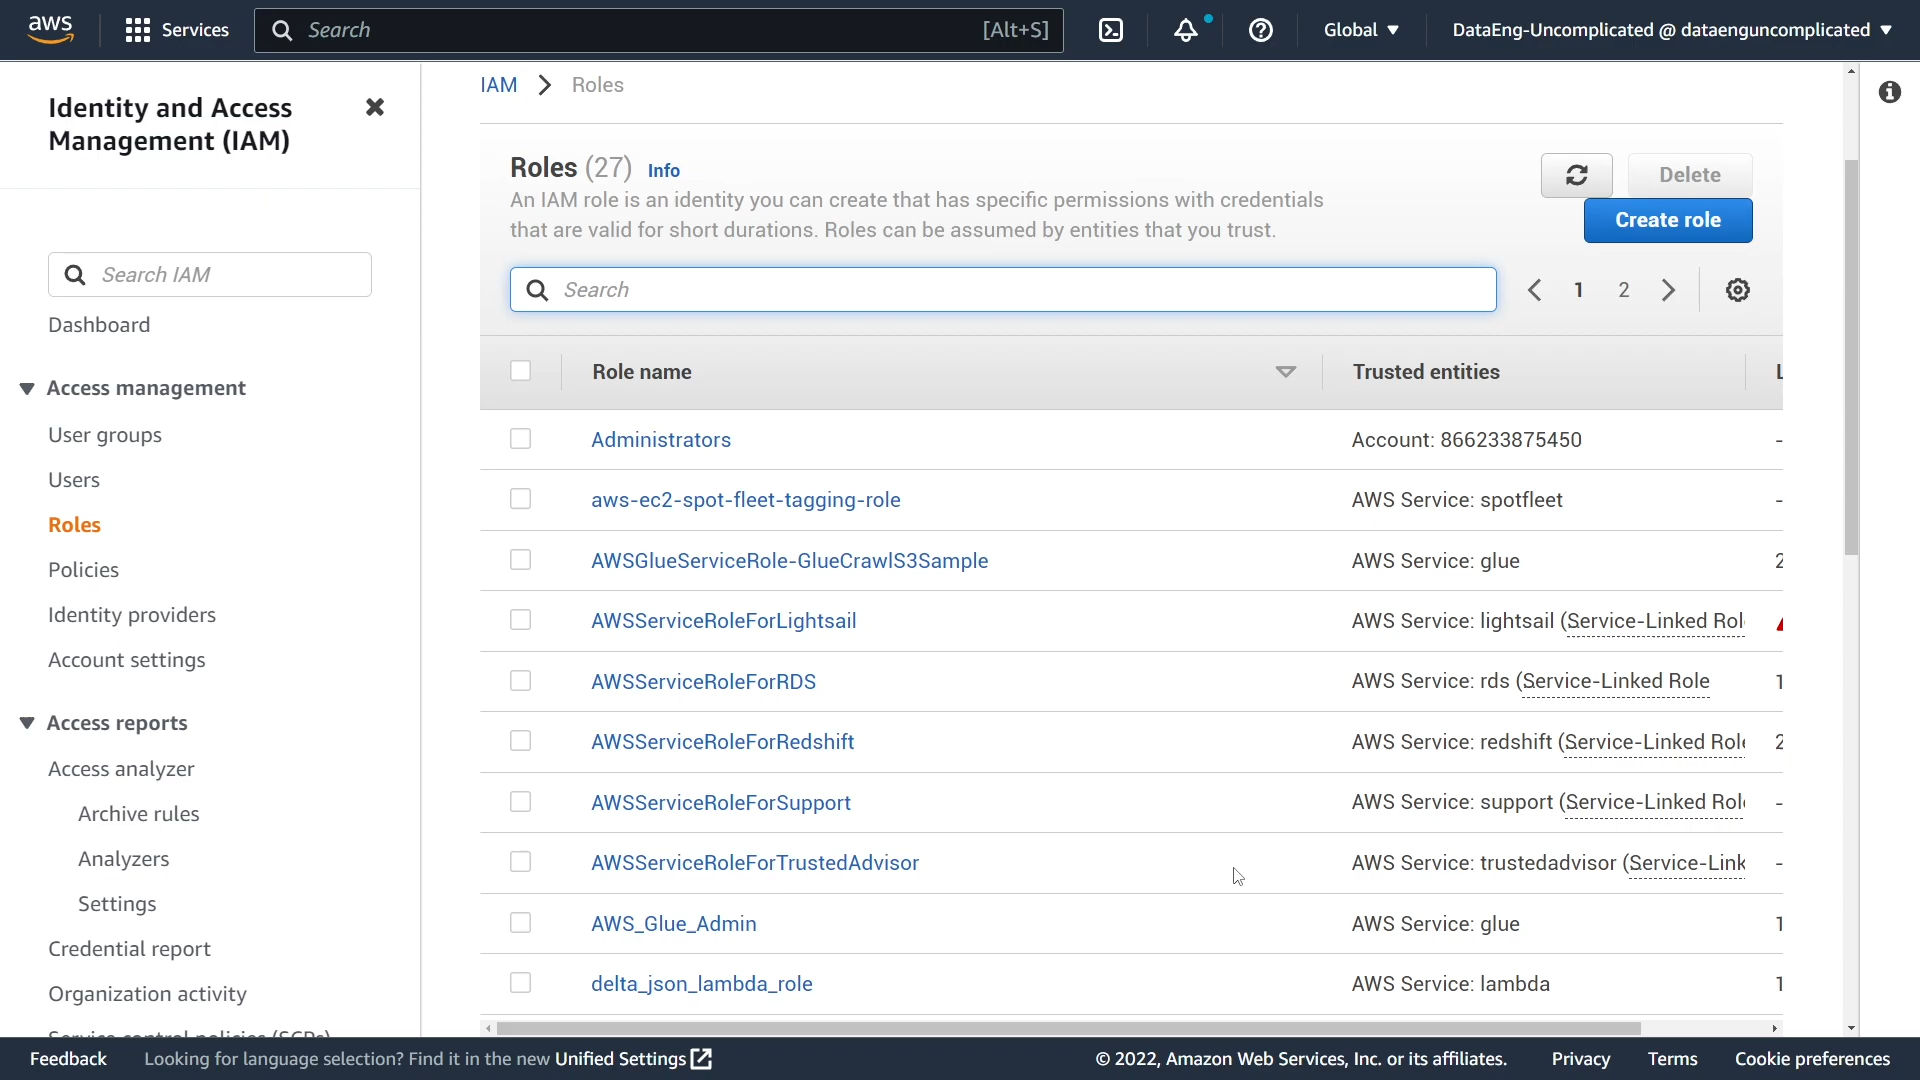 aws
Services
Search
[Alt+S]
Global
DataEng-Uncomplicated @ dataenguncomplicated
Identity and Access
Management (IAM)
Search IAM
Dashboard
Access management
User groups
Users
Roles
Policies
Identity providers
Account settings
Access reports
Access analyzer
Archive rules
Analyzers
Settings
Credential report
Organization activity
Service control policies (SCPs)
IAM > Roles
Roles (27) Info
An IAM role is an identity you can create that has specific permissions with credentials
that are valid for short durations. Roles can be assumed by entities that you trust.
Delete
Create role
Search
1 2
Role name Trusted entities
Administrators Account: 866233875450 -
aws-ec2-spot-fleet-tagging-role AWS Service: spotfleet -
AWSGlueServiceRole-GlueCrawlS3Sample AWS Service: glue 2
AWSServiceRoleForLightsail AWS Service: lightsail (Service-Linked Rol
AWSServiceRoleForRDS AWS Service: rds (Service-Linked Role 1
AWSServiceRoleForRedshift AWS Service: redshift (Service-Linked Role 2
AWSServiceRoleForSupport AWS Service: support (Service-Linked Rol -
AWSServiceRoleForTrustedAdvisor AWS Service: trustedadvisor (Service-Link -
AWS_Glue_Admin AWS Service: glue 1
delta_json_lambda_role AWS Service: lambda 1
Feedback Looking for language selection? Find it in the new Unified Settings © 2022, Amazon Web Services, Inc. or its affiliates. Privacy Terms Cookie preferences